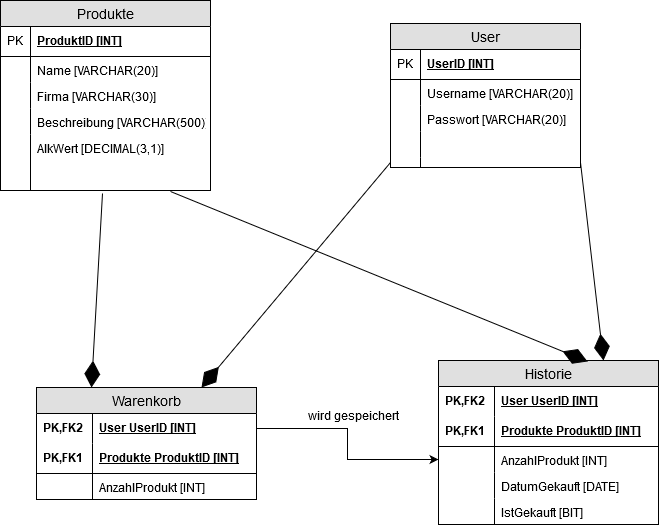 Produkte
PK ProduktID [INT]
Name [VARCHAR(20)]
Firma [VARCHAR(30)]
Beschreibung [VARCHAR(500)
AlkWert [DECIMAL(3,1)]
User
PK UserID [INT]
Username [VARCHAR(20)]
Passwort [VARCHAR(20)]
Warenkorb
PK,FK2 User UserID [INT]
PK,FK1 Produkte ProduktID [INT]
AnzahlProdukt [INT]
wird gespeichert
Historie
PK,FK2 User UserID [INT]
PK,FK1 Produkte ProduktID [INT]
AnzahlProdukt [INT]
DatumGekauft [DATE]
IstGekauft [BIT]